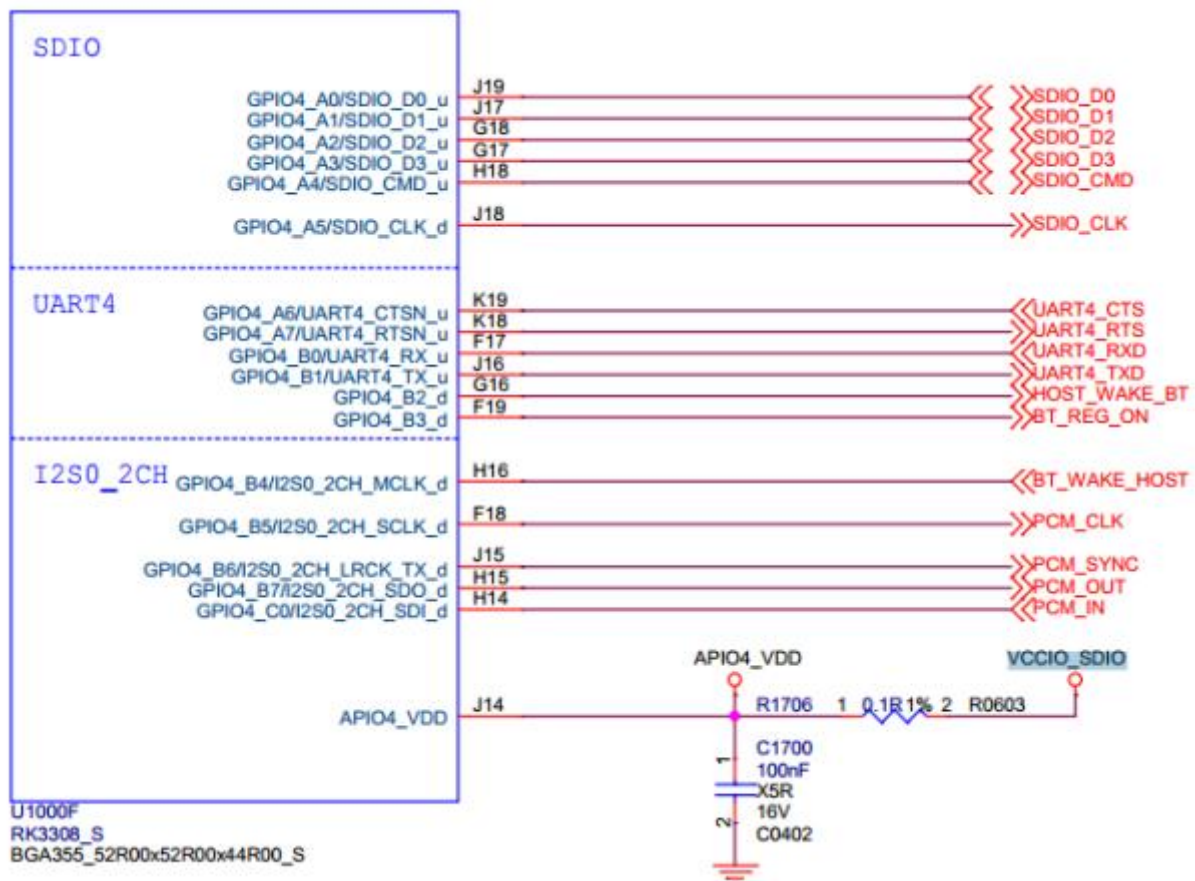 SDIO
GPIO4_A0/SDIO_D0_u J19 SDIO_D0
GPIO4_A1/SDIO_D1_u J17 SDIO_D1
GPIO4_A2/SDIO_D2_u G18 SDIO_D2
GPIO4_A3/SDIO_D3_u G17 SDIO_D3
GPIO4_A4/SDIO_CMD_u H18 SDIO_CMD
GPIO4_A5/SDIO_CLK_d J18 SDIO_CLK
UART4
GPIO4_A6/UART4_CTSN_u K19 UART4_CTS
GPIO4_A7/UART4_RTSN_u K18 UART4_RTS
GPIO4_B0/UART4_RX_u F17 UART4_RXD
GPIO4_B1/UART4_TX_u J16 UART4_TXD
GPIO4_B2_d G16 HOST_WAKE_BT
GPIO4_B3_d F19 BT_REG_ON
I2S0_2CH
GPIO4_B4/I2S0_2CH_MCLK_d H16 BT_WAKE_HOST
GPIO4_B5/I2S0_2CH_SCLK_d F18 PCM_CLK
GPIO4_B6/I2S0_2CH_LRCK_TX_d J15 PCM_SYNC
GPIO4_B7/I2S0_2CH_SDO_d H15 PCM_OUT
GPIO4_C0/I2S0_2CH_SDI_d H14 PCM_IN
APIO4_VDD VCCIO_SDIO
APIO4_VDD J14 R1706 1 0.1R 1% 2 R0603
1
C1700
100nF
X5R
16V
2
C0402
U1000F
RK3308_S
BGA355_52R00x52R00x44R00_S